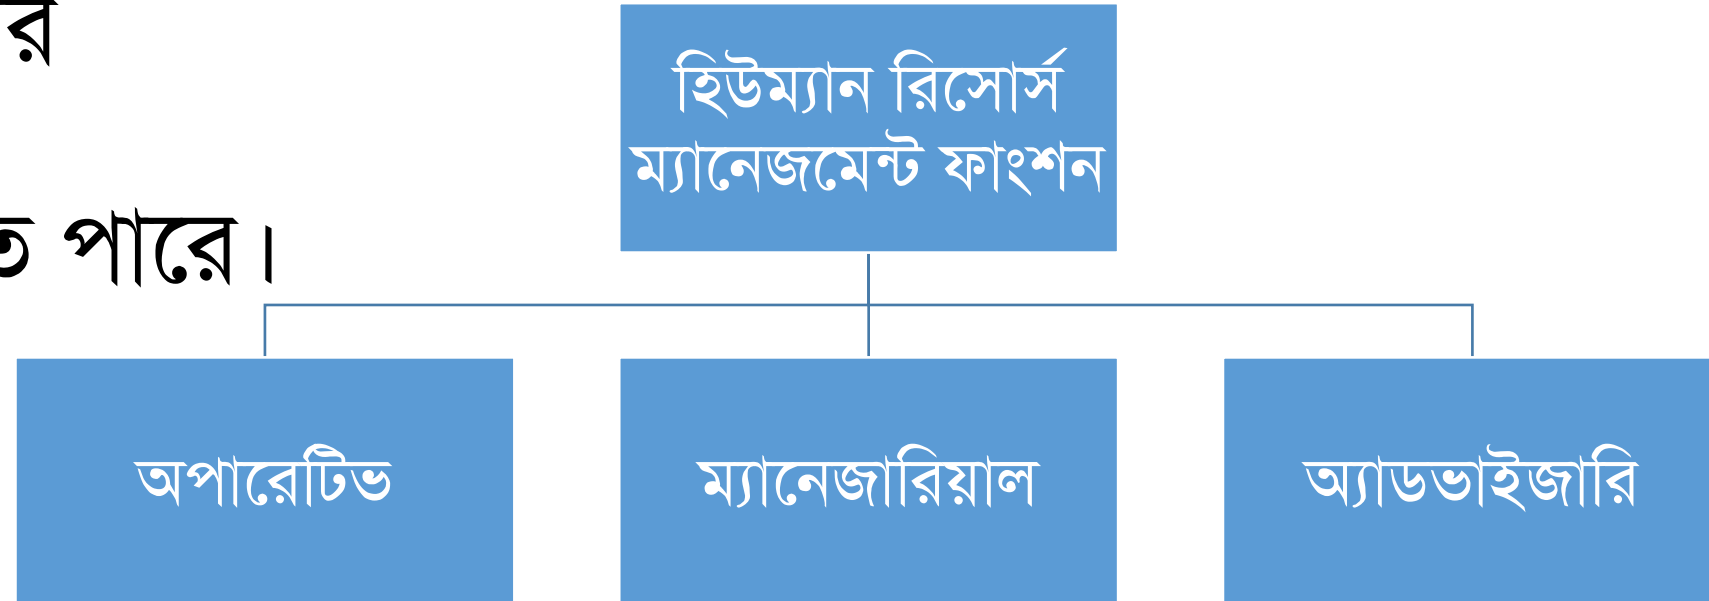 হিউম্যান রিসোর্স
ম্যানেজমেন্ট ফাংশন
পারে।
অপারেটিভ
ম্যানেজারিয়াল
অ্যাডভাইজারি